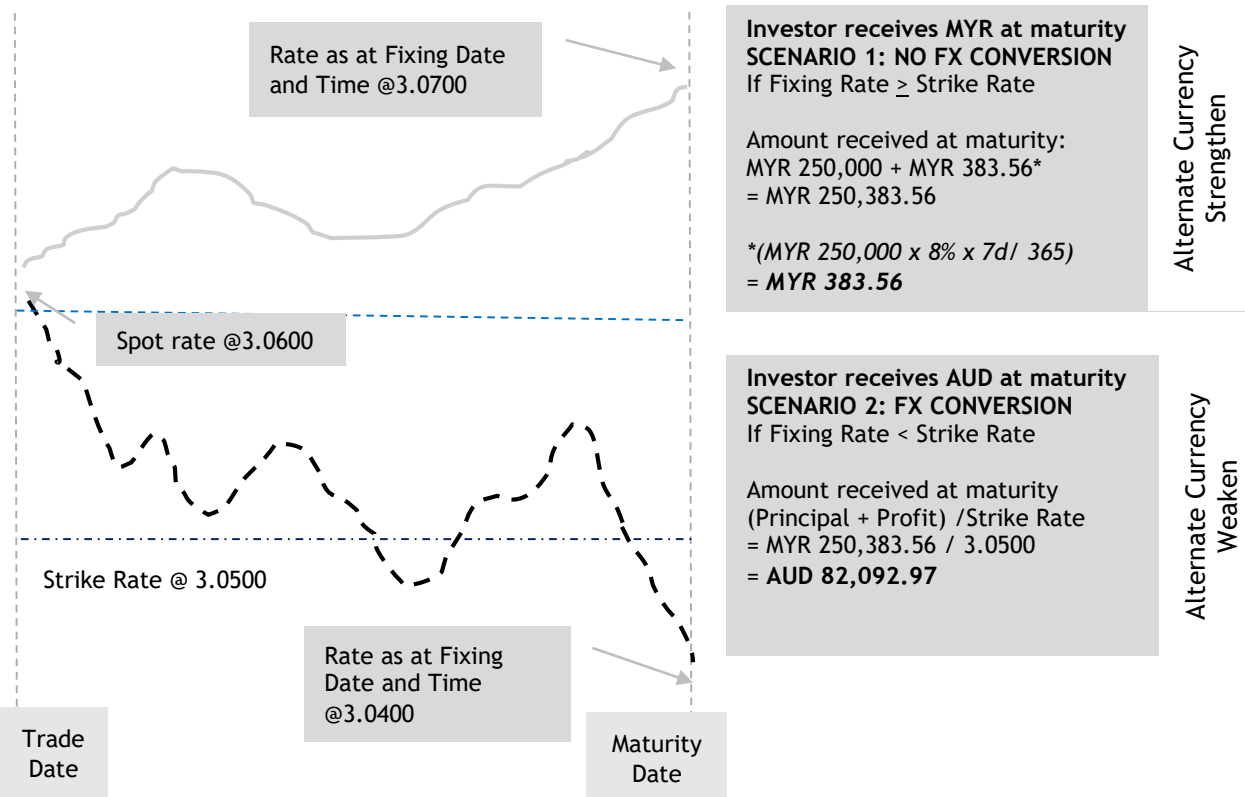 Rate as at Fixing Date
and Time @3.0700
Spot rate @3.0600
Strike Rate @ 3.0500
Rate as at Fixing
Date and Time
@3.0400
Trade
Date
Maturity
Date
Investor receives MYR at maturity
SCENARIO 1: NO FX CONVERSION
If Fixing Rate > Strike Rate
Amount received at maturity:
MYR 250,000 + MYR 383.56*
= MYR 250,383.56
*(MYR 250,000 x 8% x 7d/ 365)
= MYR 383.56
Alternate Currency
Strengthen
Investor receives AUD at maturity
SCENARIO 2: FX CONVERSION
If Fixing Rate < Strike Rate
Amount received at maturity
(Principal + Profit) /Strike Rate
= MYR 250,383.56 / 3.0500
= AUD 82,092.97
Alternate Currency
Weaken